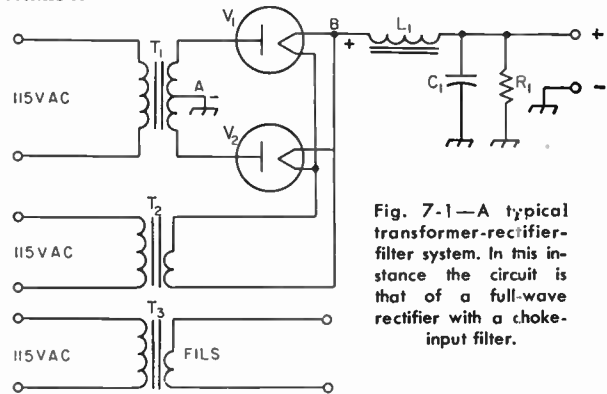 T1
V1
B
+
L1
+
115VAC
A
-
C1
R1
-
V2
T2
115VAC
T3
115VAC
FILS
Fig. 7-1—A typical
transformer-rectifier-
filter system. In this in-
stance the circuit is
that of a full-wave
rectifier with a choke-
input filter.